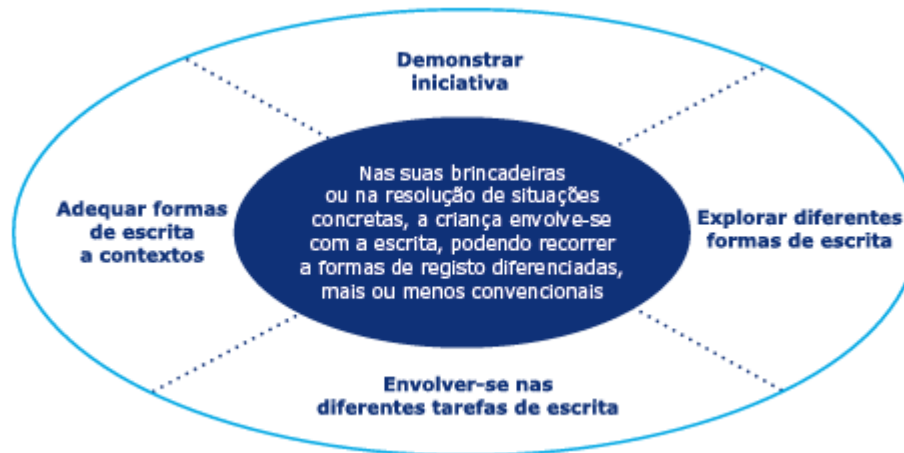 Demonstrar
iniciativa
Nas suas brincadeiras
ou na resolução de situações
concretas, a criança envolve-se
com a escrita, podendo recorrer
a formas de registo diferenciadas,
mais ou menos convencionais
Adequar formas
de escrita
a contextos
Explorar diferentes
formas de escrita
Envolver-se nas
diferentes tarefas de escrita